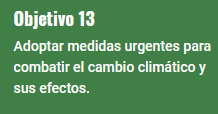 Objetivo 13
Adoptar medidas urgentes para
combatir el cambio climático y
sus efectos.